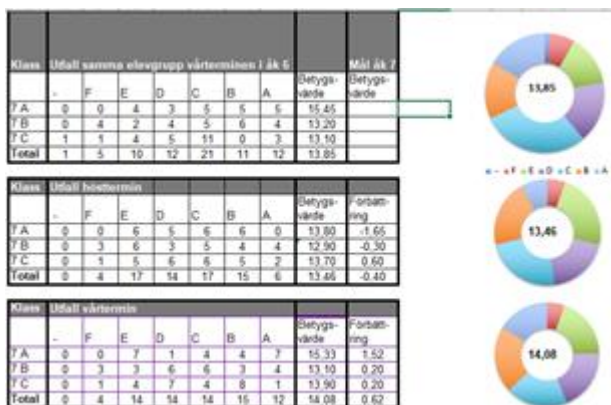 Klass Utfall samma elevgrupp vårterminen i åk 6 Mål åk 7
- F E D C B A Betygs-värde Betygs-värde
7 A 0 0 4 3 5 5 5 15,45
7 B 0 4 2 4 5 6 4 13,20
7 C 1 1 4 5 11 0 3 13,10
Total 1 5 10 12 21 11 12 13,85
13,85
- F E D C B A
Klass Utfall hösttermin
- F E D C B A Betygs-värde Förbätt-ring
7 A 0 0 6 5 6 6 0 13,80 -1,65
7 B 0 3 6 3 5 4 4 12,90 -0,30
7 C 0 1 5 6 6 5 2 13,70 0,60
Total 0 4 17 14 17 15 6 13,46 -0,40
13,46
Klass Utfall vårtermin
- F E D C B A Betygs-värde Förbätt-ring
7 A 0 0 7 1 4 4 7 15,33 1,52
7 B 0 3 3 6 6 3 4 13,10 0,20
7 C 0 1 4 7 4 8 1 13,90 0,20
Total 0 4 14 14 14 15 12 14,08 0,62
14,08